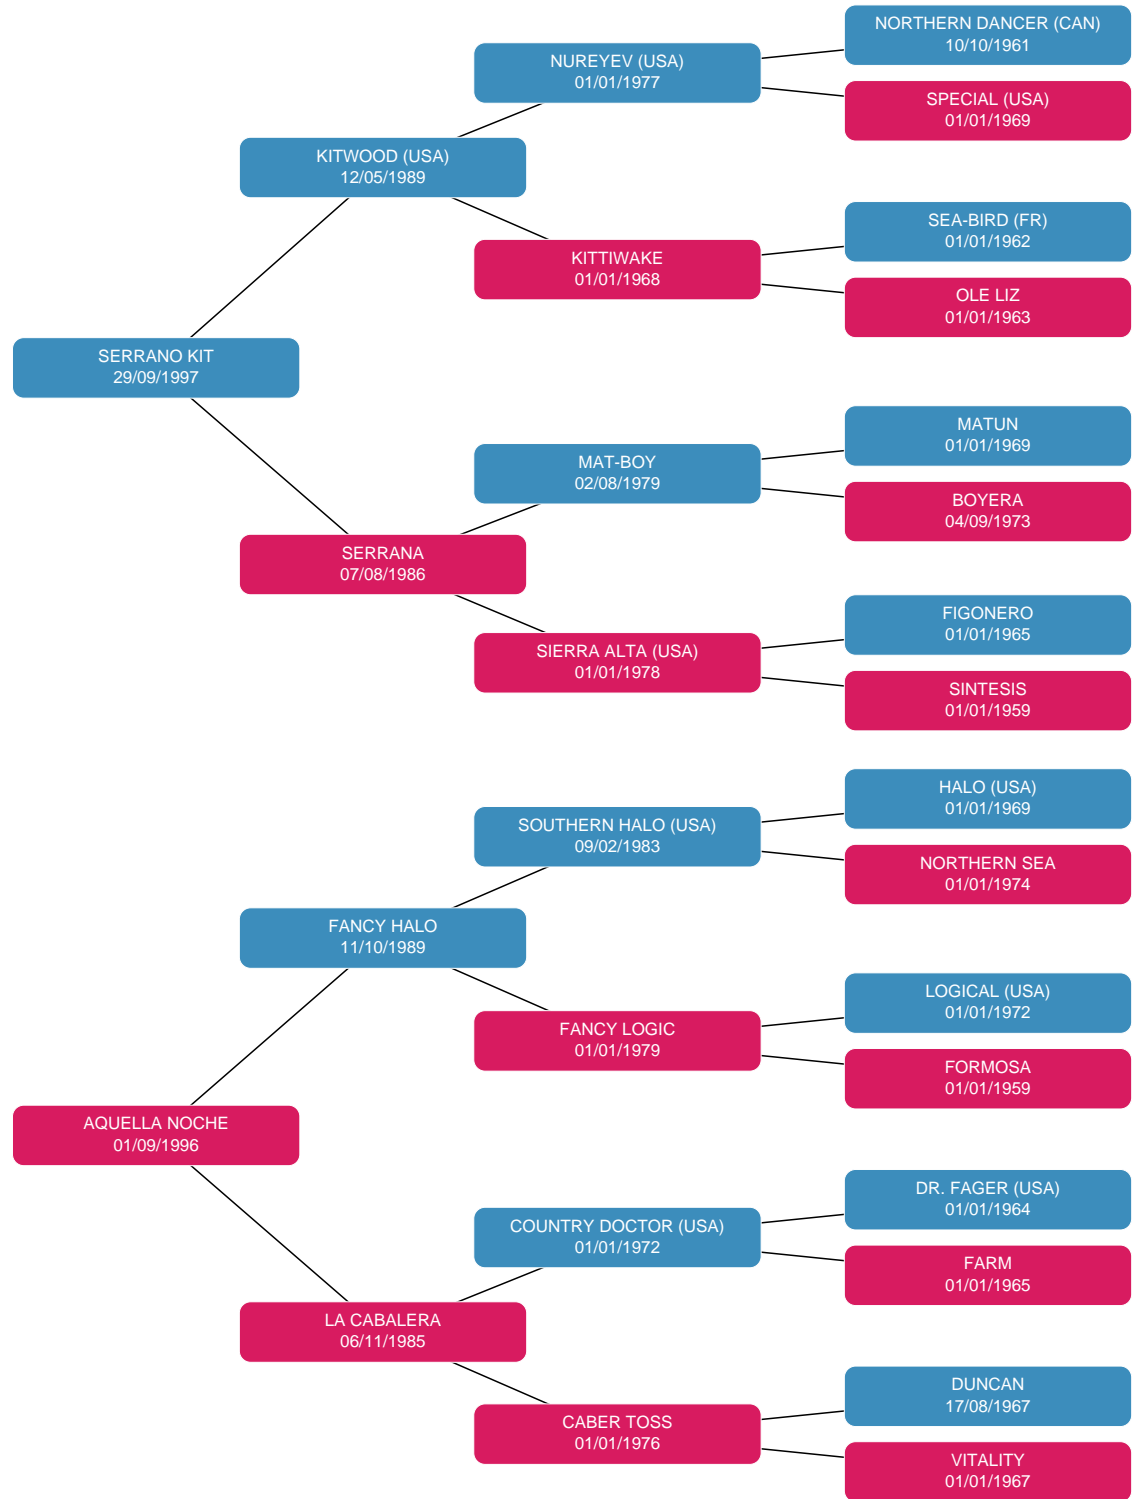 NORTHERN DANCER (CAN)
10/10/1961
NUREYEV (USA)
01/01/1977
SPECIAL (USA)
01/01/1969
KITWOOD (USA)
12/05/1989
SEA-BIRD (FR)
01/01/1962
KITTIWAKE
01/01/1968
OLE LIZ
01/01/1963
SERRANO KIT
29/09/1997
MATUN
01/01/1969
MAT-BOY
02/08/1979
BOYERA
04/09/1973
SERRANA
07/08/1986
FIGONERO
01/01/1965
SIERRA ALTA (USA)
01/01/1978
SINTESIS
01/01/1959
HALO (USA)
01/01/1969
SOUTHERN HALO (USA)
09/02/1983
NORTHERN SEA
01/01/1974
FANCY HALO
11/10/1989
LOGICAL (USA)
01/01/1972
FANCY LOGIC
01/01/1979
FORMOSA
01/01/1959
AQUELLA NOCHE
01/09/1996
DR. FAGER (USA)
01/01/1964
COUNTRY DOCTOR (USA)
01/01/1972
FARM
01/01/1965
LA CABALERA
06/11/1985
DUNCAN
17/08/1967
CABER TOSS
01/01/1976
VITALITY
01/01/1967